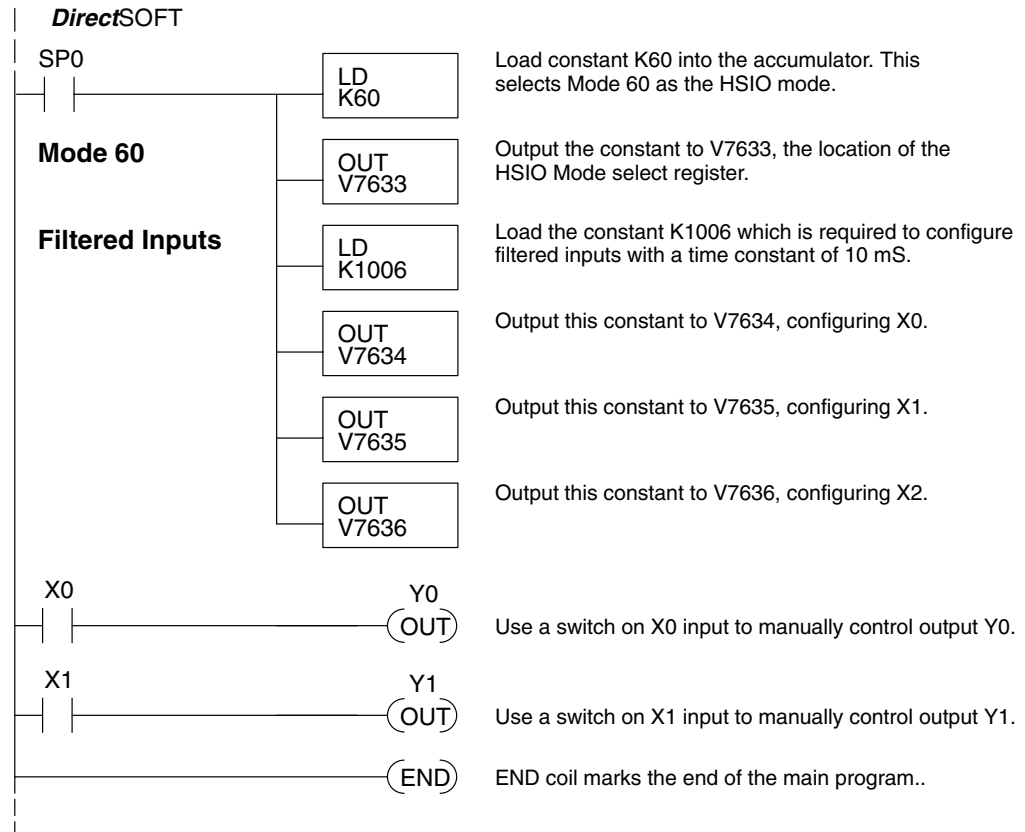 DirectSOFT
SP0
LD
K60
Load constant K60 into the accumulator. This
selects Mode 60 as the HSIO mode.
Mode 60
OUT
V7633
Output the constant to V7633, the location of the
HSIO Mode select register.
Filtered Inputs
LD
K1006
Load the constant K1006 which is required to configure
filtered inputs with a time constant of 10 mS.
OUT
V7634
Output this constant to V7634, configuring X0.
OUT
V7635
Output this constant to V7635, configuring X1.
OUT
V7636
Output this constant to V7636, configuring X2.
X0
Y0
OUT
Use a switch on X0 input to manually control output Y0.
X1
Y1
OUT
Use a switch on X1 input to manually control output Y1.
END
END coil marks the end of the main program..